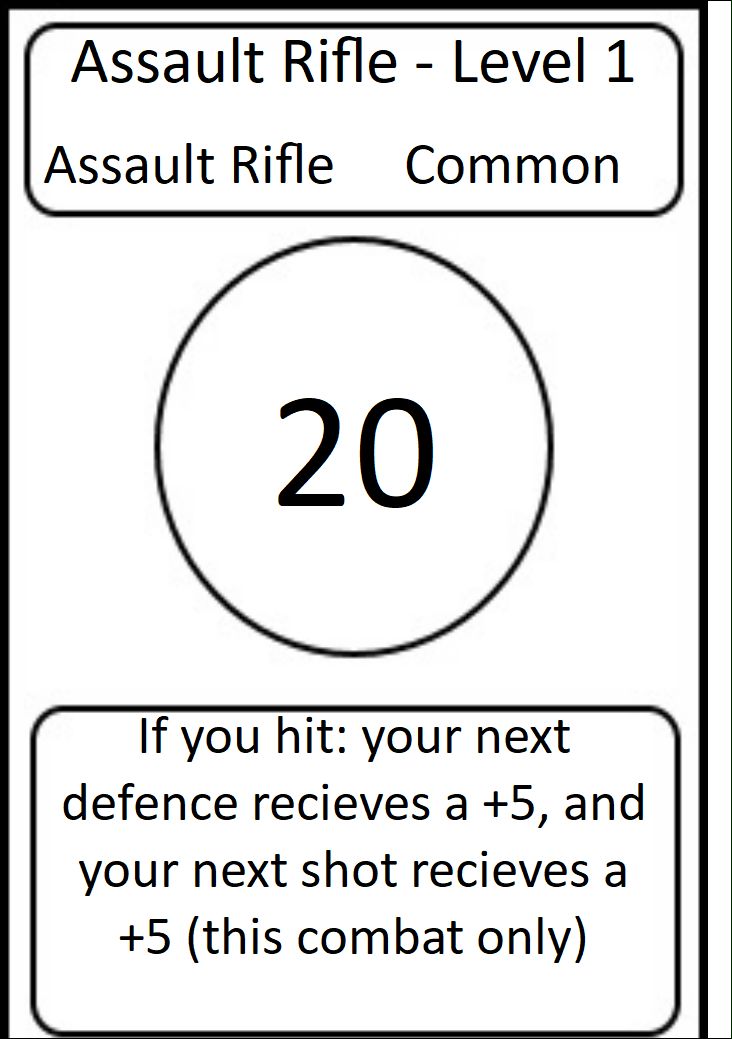 Assault Rifle - Level 1
Assault Rifle Common
20
If you hit: your next
defence recieves a +5, and
your next shot recieves a
+5 (this combat only)